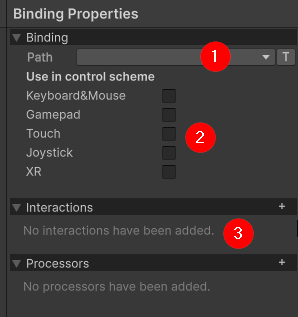 Binding Properties
Binding
Path 1 T
Use in control scheme
Keyboard&Mouse
Gamepad
Touch 2
Joystick
XR
Interactions +
No interactions have been added. 3
Processors +
No processors have been added.